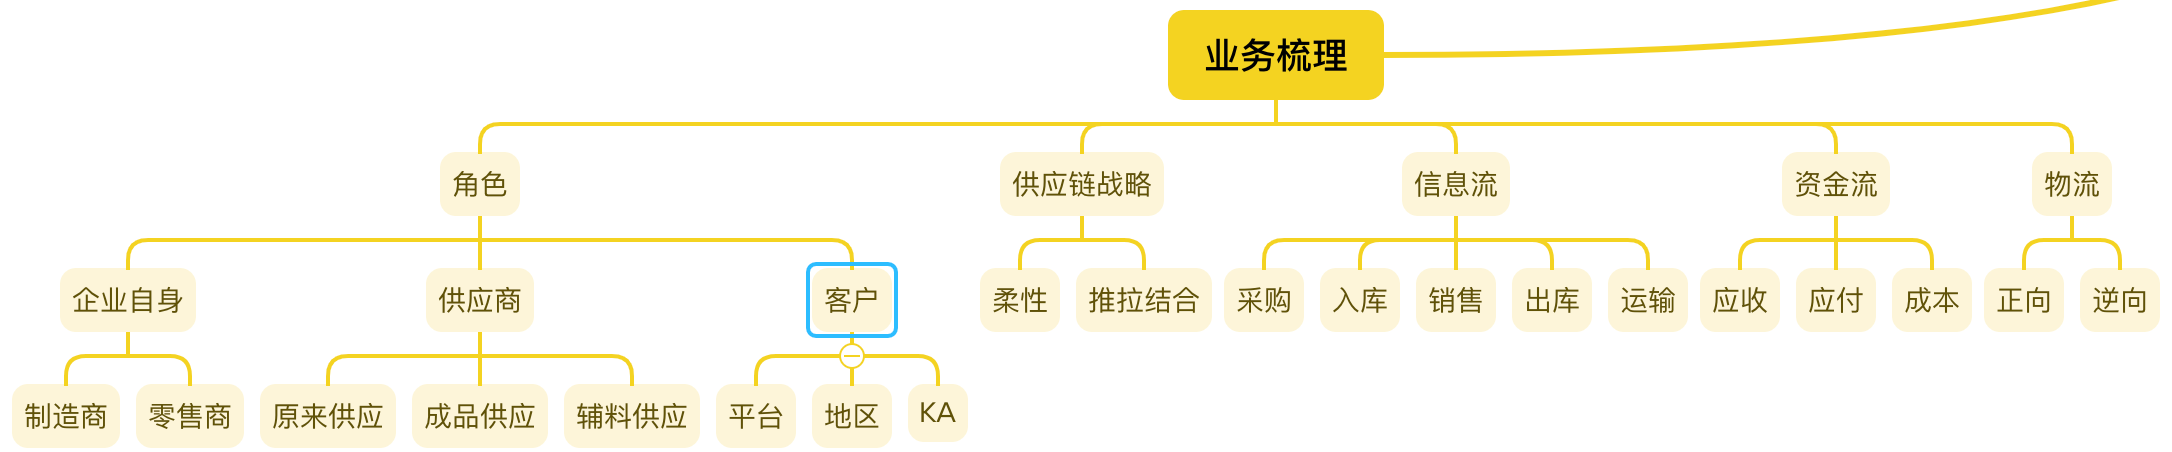 业务梳理
角色
供应链战略
信息流
资金流
物流
企业自身
供应商
客户
柔性
推拉结合
采购
入库
销售
出库
运输
应收
应付
成本
正向
逆向
制造商
零售商
原来供应
成品供应
辅料供应
平台
地区
KA